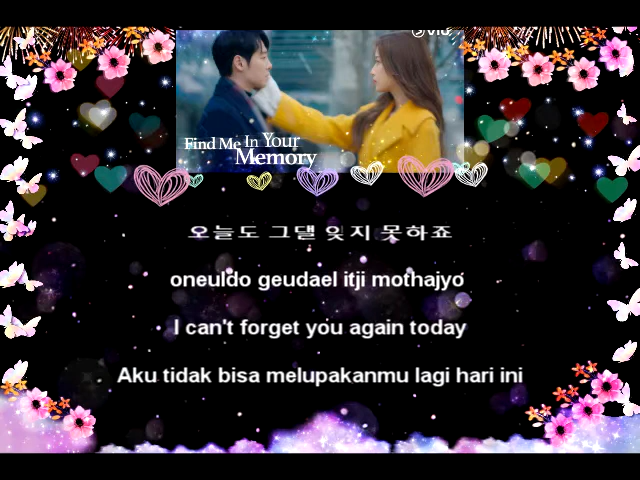 viu
Find Me In Your
Memory
오늘도 그댈 잊지 못하죠
oneuldo geudael itji mothajyo
I can't forget you again today
Aku tidak bisa melupakanmu lagi hari ini